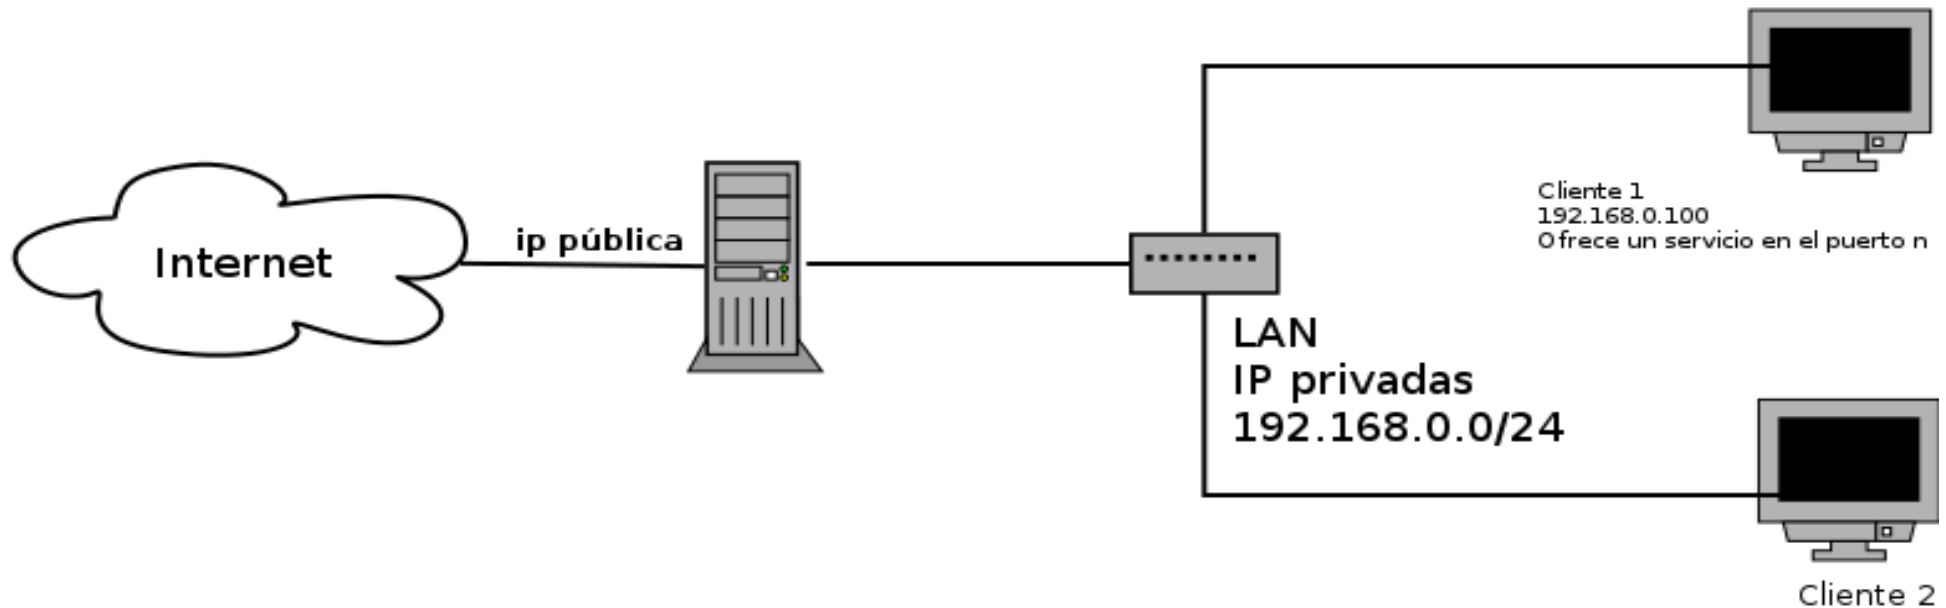 Internet
ip pública
Cliente 1
192.168.0.100
Ofrece un servicio en el puerto n
LAN
IP privadas
192.168.0.0/24
Cliente 2